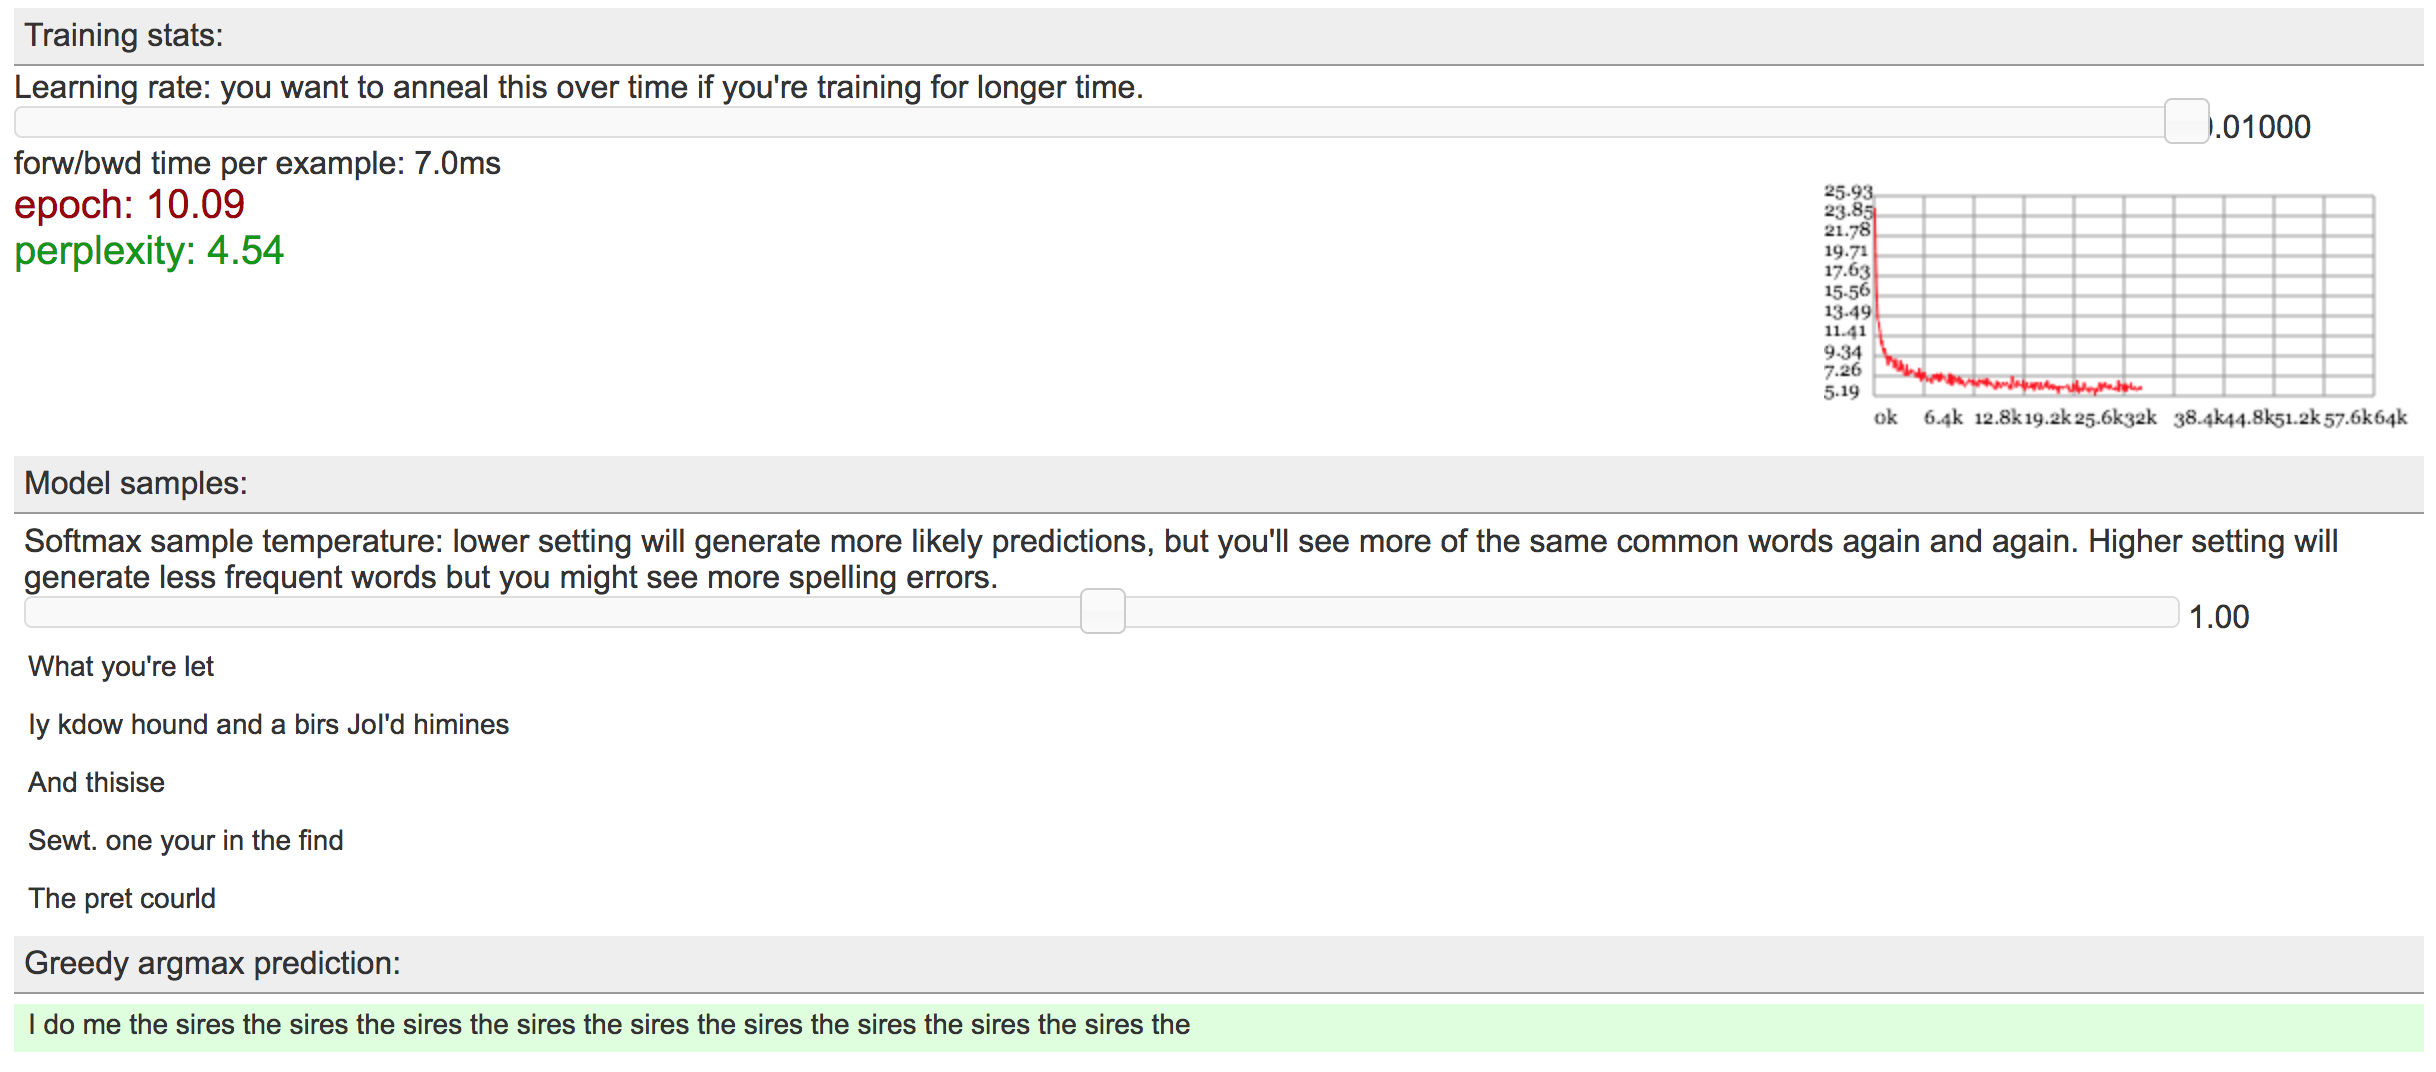 Training stats:
Learning rate: you want to anneal this over time if you're training for longer time.
.01000
forw/bwd time per example: 7.0ms
epoch: 10.09
perplexity: 4.54
25.93
23.85
21.78
19.71
17.63
15.56
13.49
11.41
9.34
7.26
5.19
0k 6.4k 12.8k 19.2k 25.6k 32k 38.4k 44.8k 51.2k 57.6k 64k
Model samples:
Softmax sample temperature: lower setting will generate more likely predictions, but you'll see more of the same common words again and again. Higher setting will
generate less frequent words but you might see more spelling errors.
1.00
What you're let
Iy kdow hound and a birs JoI'd himines
And thisise
Sewt. one your in the find
The pret courld
Greedy argmax prediction:
I do me the sires the sires the sires the sires the sires the sires the sires the sires the sires the